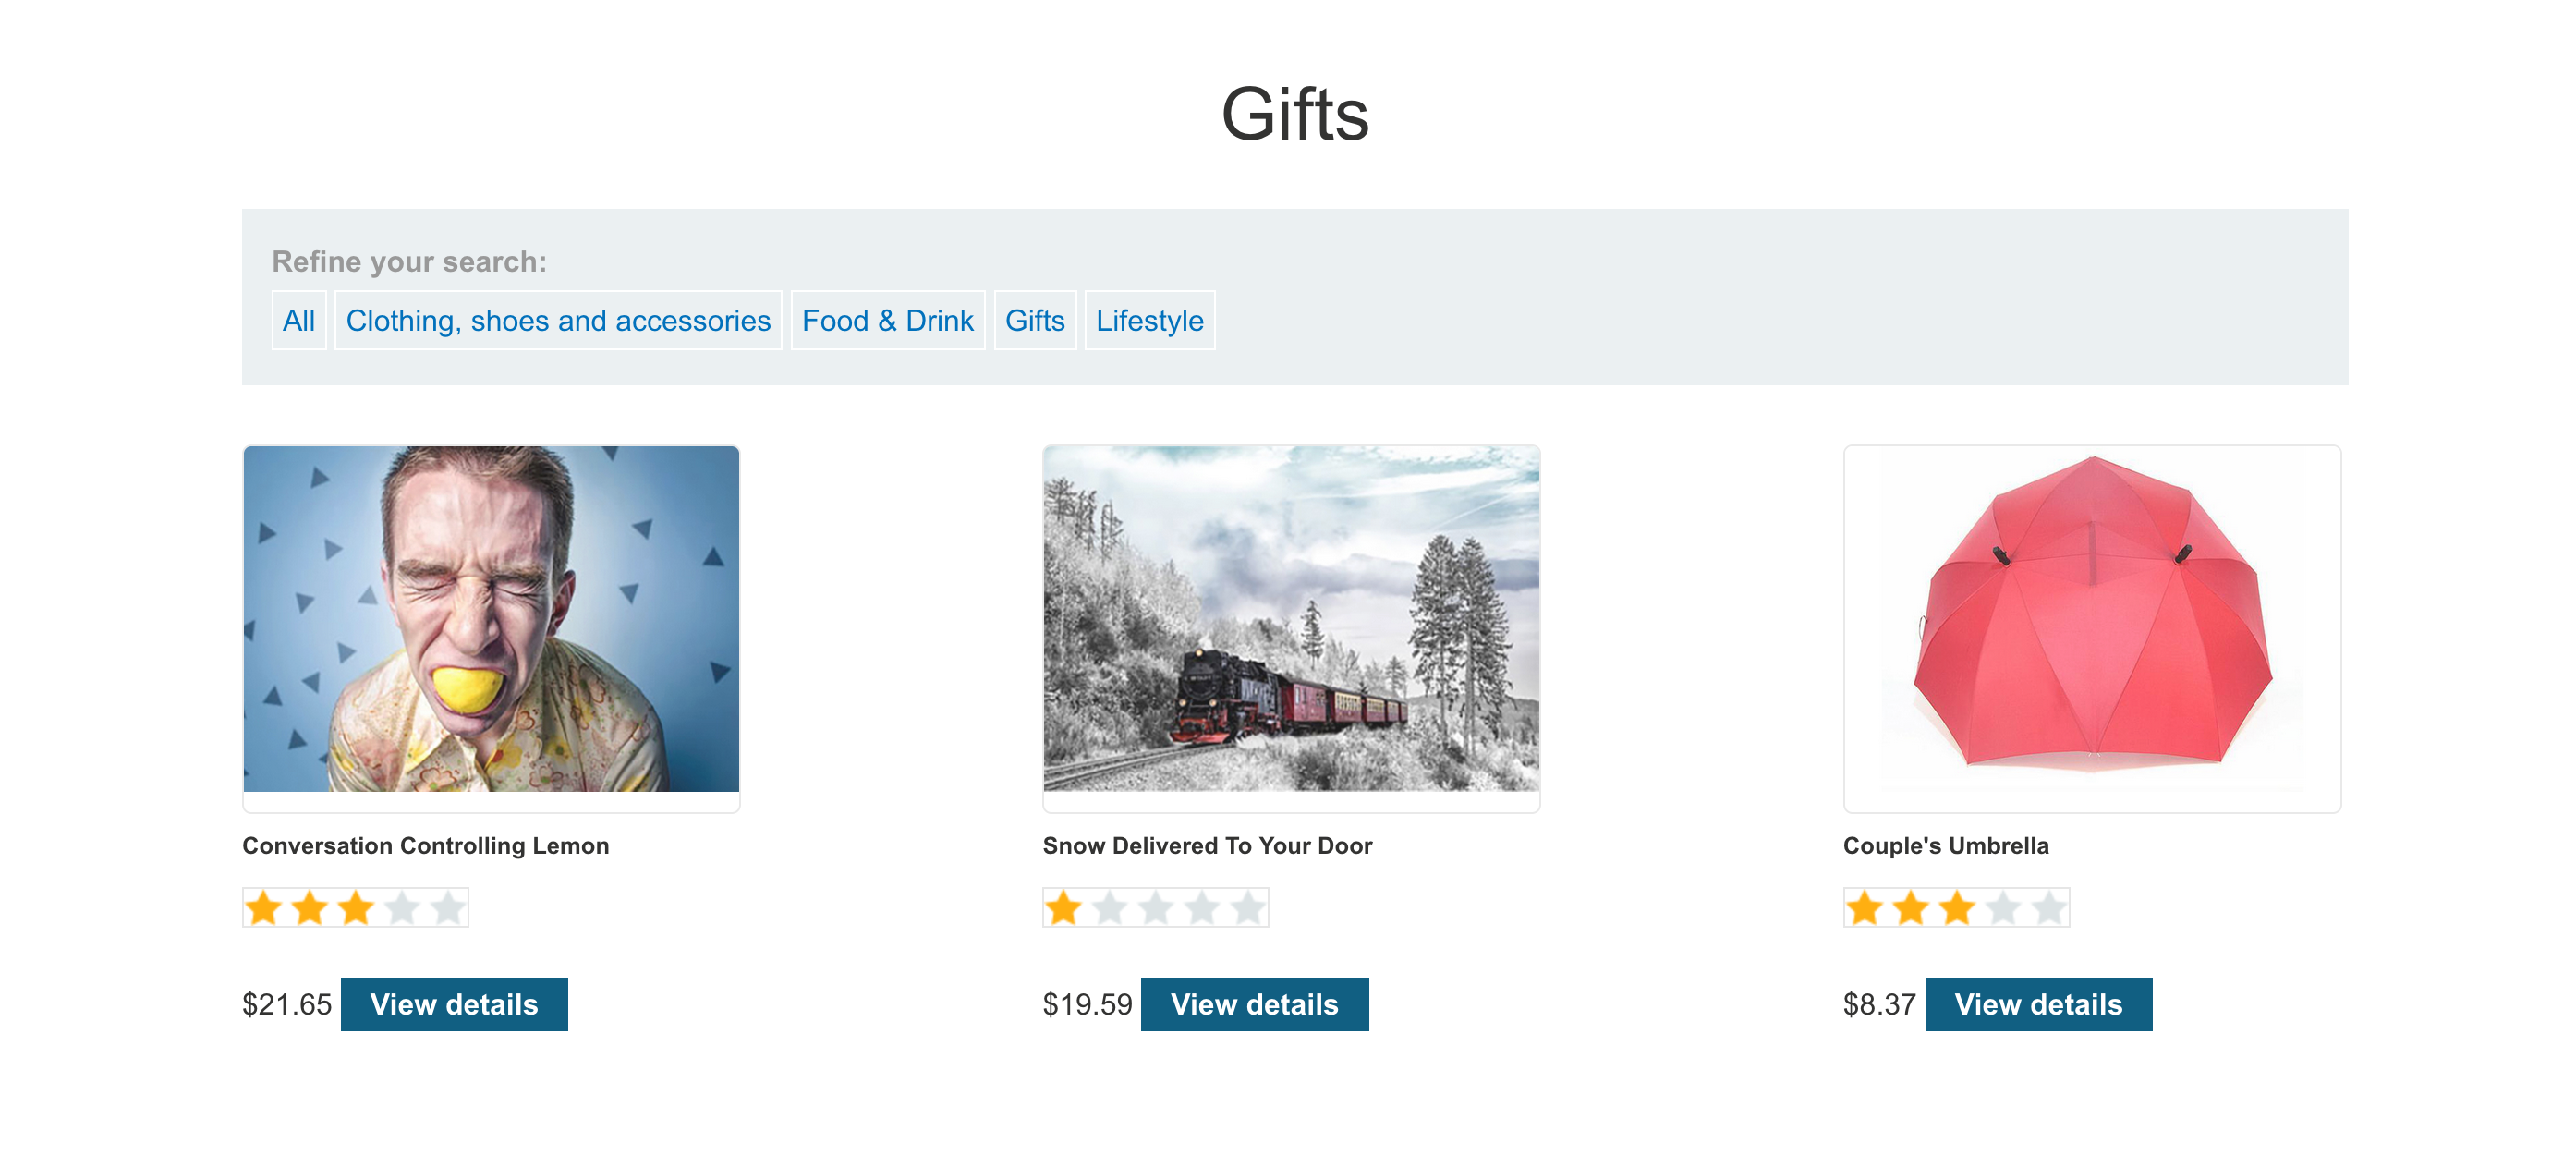 Gifts
Refine your search:
All Clothing, shoes and accessories Food & Drink Gifts Lifestyle
Conversation Controlling Lemon
Snow Delivered To Your Door
Couple's Umbrella
$21.65 View details
$19.59 View details
$8.37 View details